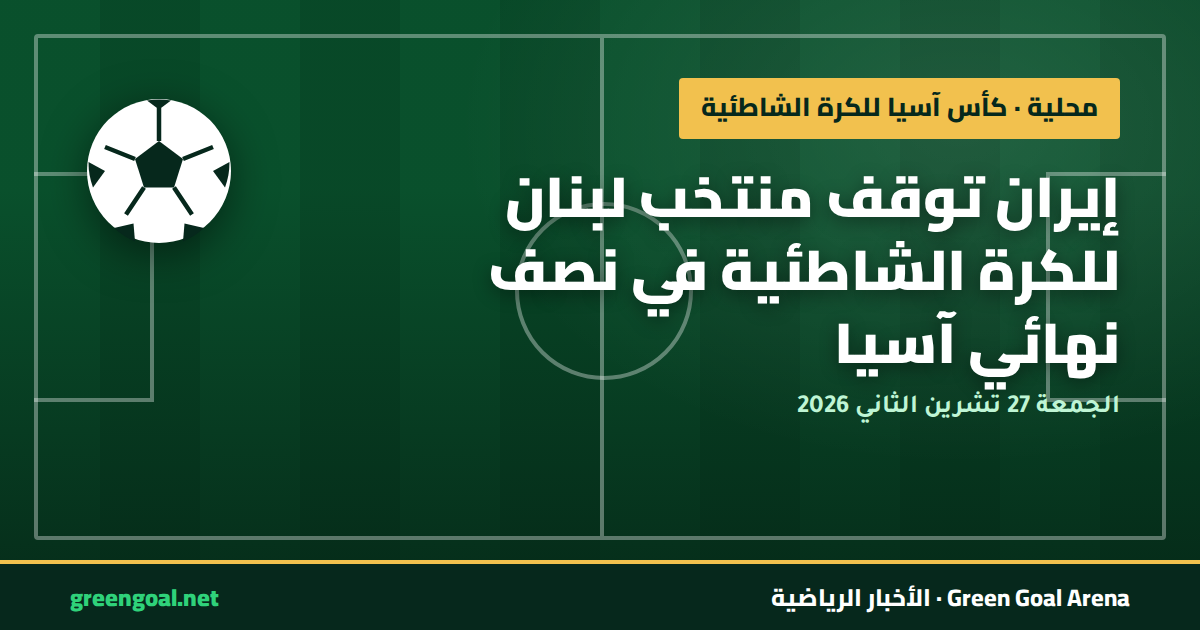 محلية · كأس آسيا للكرة الشاطئية
إيران توقف منتخب لبنان
للكرة الشاطئية في نصف
نهائي آسيا
الجمعة 27 تشرين الثاني 2026
الأخبار الرياضية · Green Goal Arena
greengoal.net